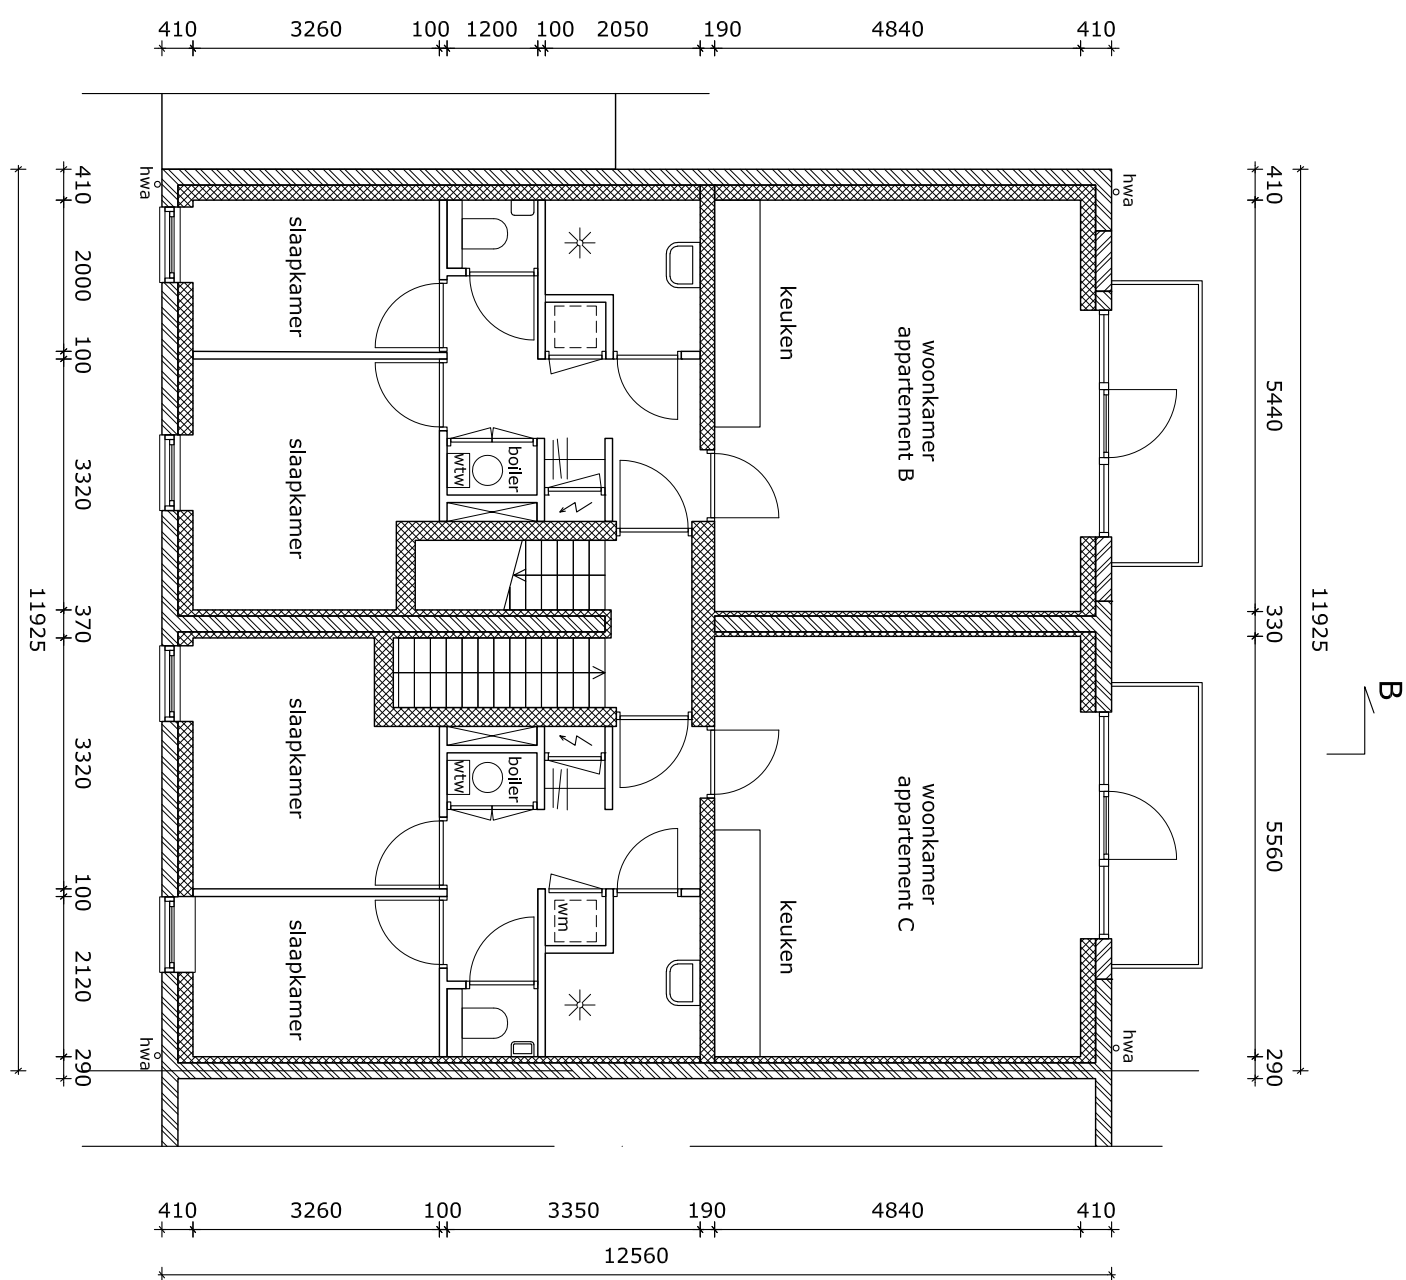 410 3260 100 1200 100 2050 190 4840 410
hwa
hwa
410
2000
100
3320
370
3320
100
2120
290
11925
410
5440
330
5560
290
11925
B
slaapkamer
keuken
woonkamer
appartement B
slaapkamer
boiler
wtw
slaapkamer
boiler
wtw
woonkamer
appartement C
keuken
wm
slaapkamer
hwa
hwa
410 3260 100 3350 190 4840 410
12560